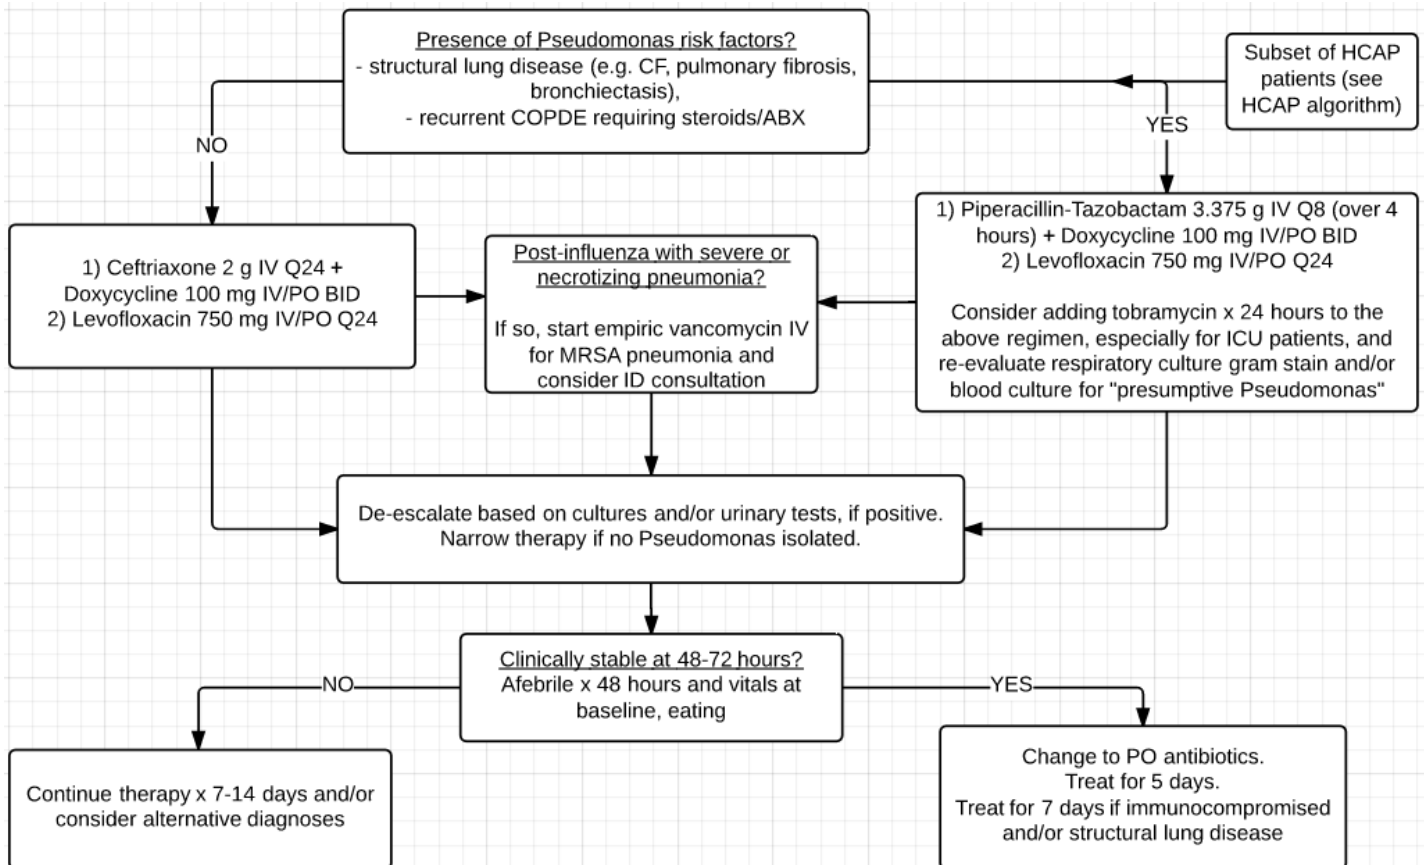 Presence of Pseudomonas risk factors?
- structural lung disease (e.g. CF, pulmonary fibrosis,
bronchiectasis),
- recurrent COPDE requiring steroids/ABX
Subset of HCAP
patients (see
HCAP algorithm)
NO
YES
1) Ceftriaxone 2 g IV Q24 +
Doxycycline 100 mg IV/PO BID
2) Levofloxacin 750 mg IV/PO Q24
Post-influenza with severe or
necrotizing pneumonia?
If so, start empiric vancomycin IV
for MRSA pneumonia and
consider ID consultation
1) Piperacillin-Tazobactam 3.375 g IV Q8 (over 4
hours) + Doxycycline 100 mg IV/PO BID
2) Levofloxacin 750 mg IV/PO Q24
Consider adding tobramycin x 24 hours to the
above regimen, especially for ICU patients, and
re-evaluate respiratory culture gram stain and/or
blood culture for "presumptive Pseudomonas"
De-escalate based on cultures and/or urinary tests, if positive.
Narrow therapy if no Pseudomonas isolated.
Clinically stable at 48-72 hours?
Afebrile x 48 hours and vitals at
baseline, eating
NO
YES
Continue therapy x 7-14 days and/or
consider alternative diagnoses
Change to PO antibiotics.
Treat for 5 days.
Treat for 7 days if immunocompromised
and/or structural lung disease